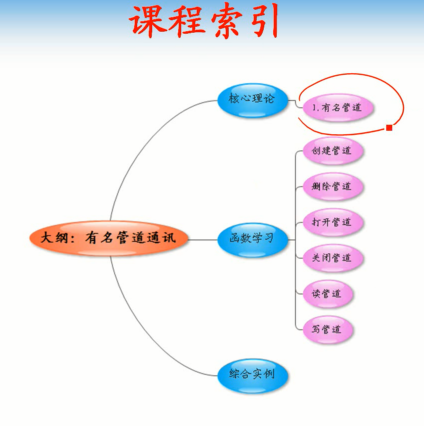 课程索引
核心理论
1.有名管道
创建管道
删除管道
打开管道
大纲：有名管道通讯
函数学习
关闭管道
读管道
写管道
综合实例